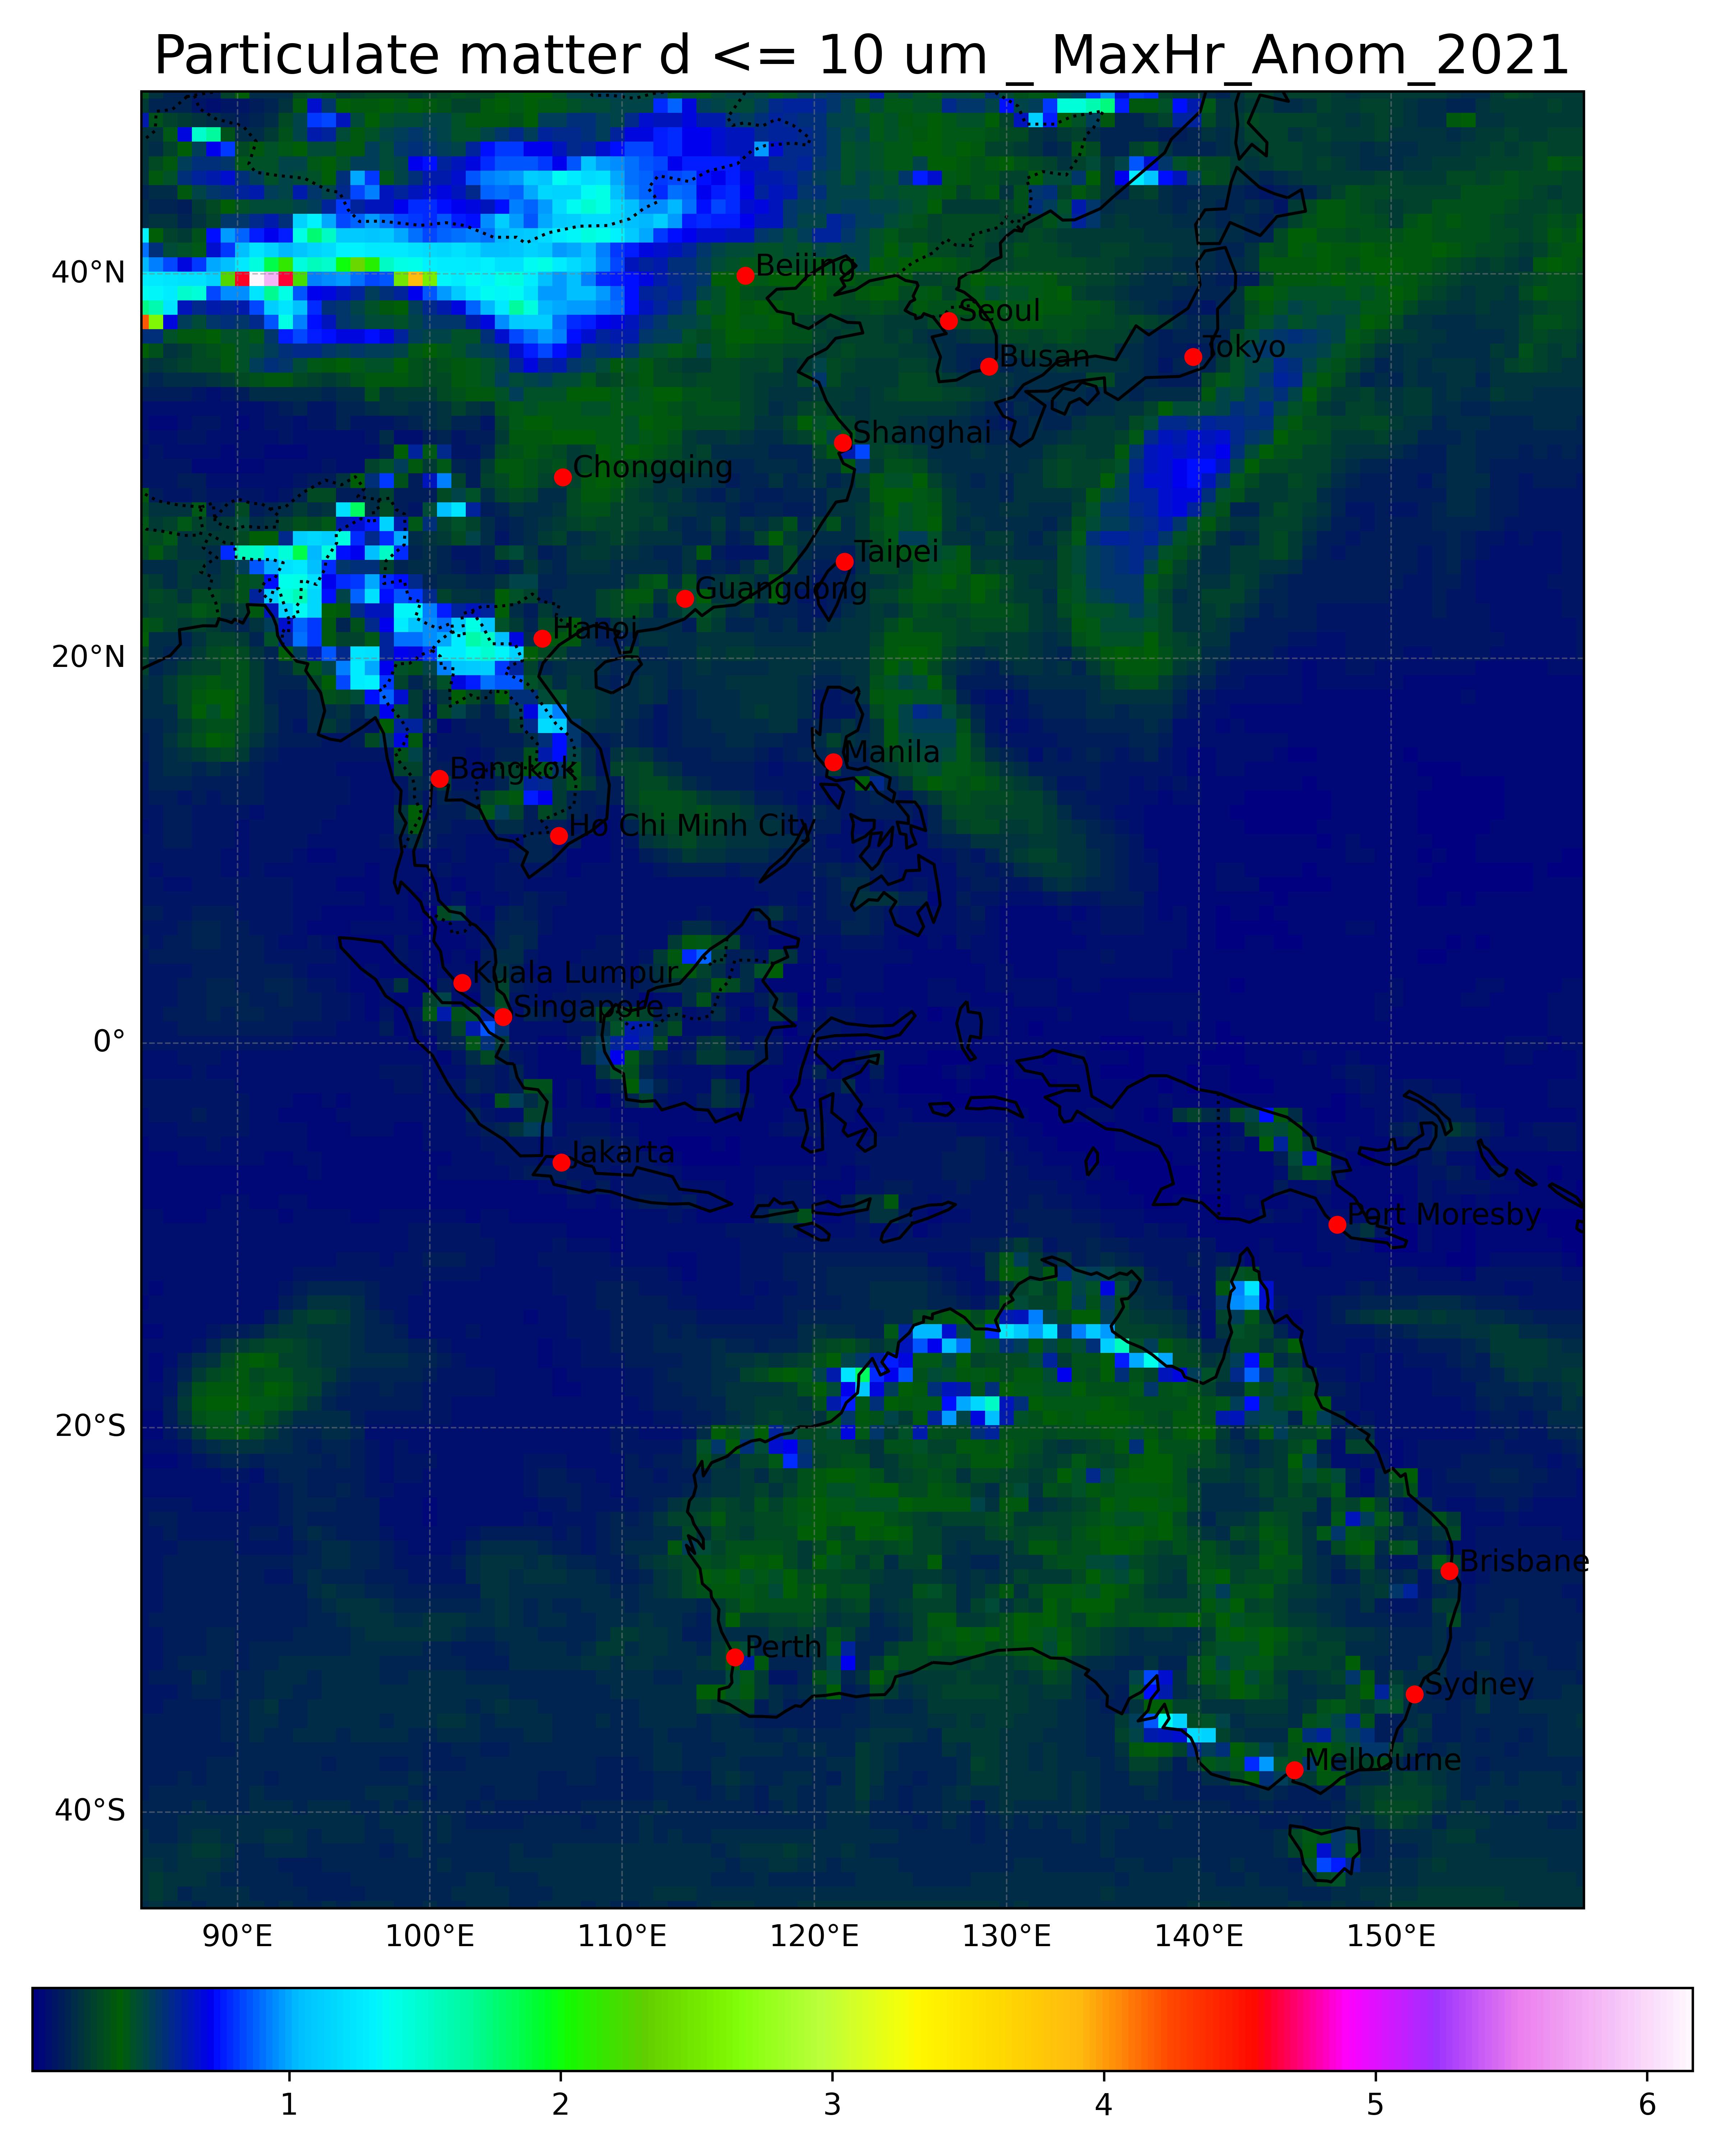 Particulate matter d <= 10 um _ MaxHr_Anom_2021
40°N
20°N
0°
20°S
40°S
Beijing
Seoul
Busan
Tokyo
Shanghai
Chongqing
Taipei
Guangdong
Hanoi
Manila
Bangkok
Ho Chi Minh City
Kuala Lumpur
Singapore
Jakarta
Port Moresby
Brisbane
Perth
Sydney
Melbourne
90°E 100°E 110°E 120°E 130°E 140°E 150°E
1 2 3 4 5 6